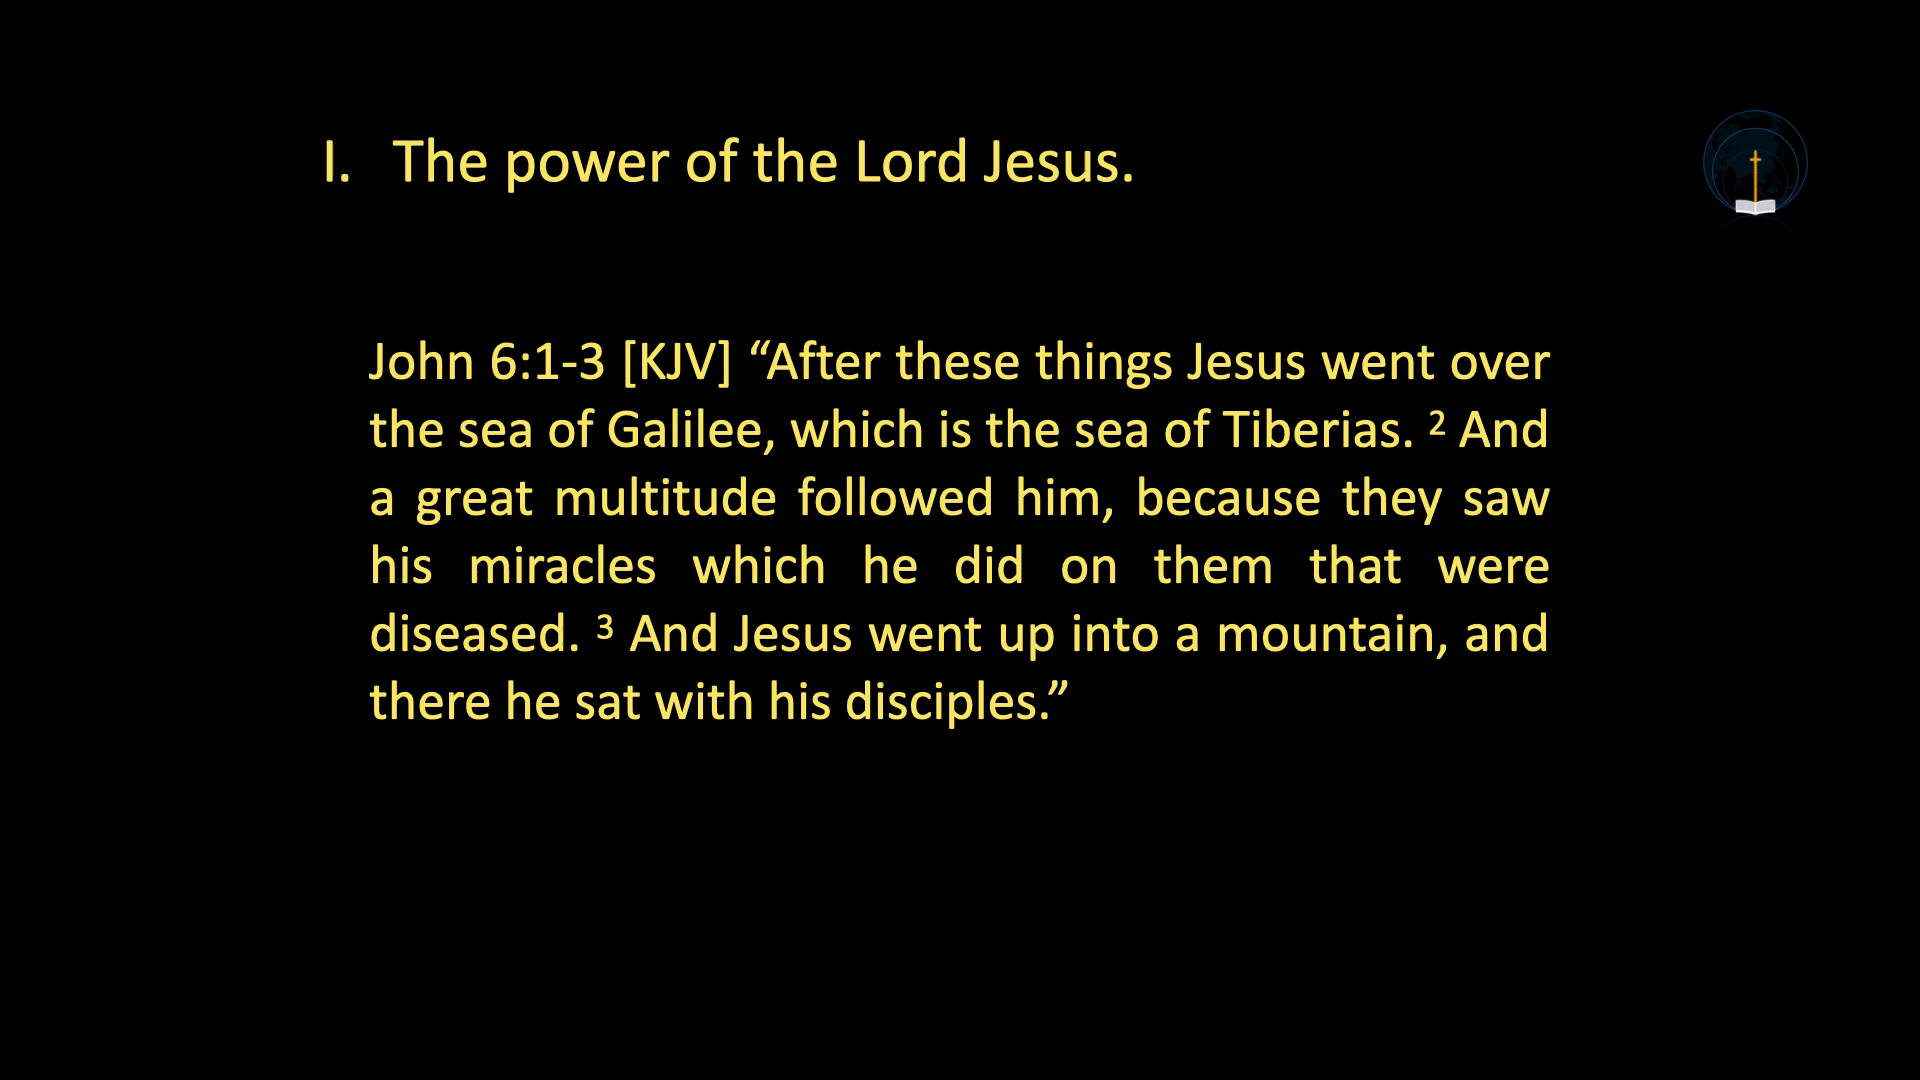 I. The power of the Lord Jesus.
John 6:1-3 [KJV] “After these things Jesus went over
the sea of Galilee, which is the sea of Tiberias. ² And
a great multitude followed him, because they saw
his miracles which he did on them that were
diseased. ³ And Jesus went up into a mountain, and
there he sat with his disciples.”